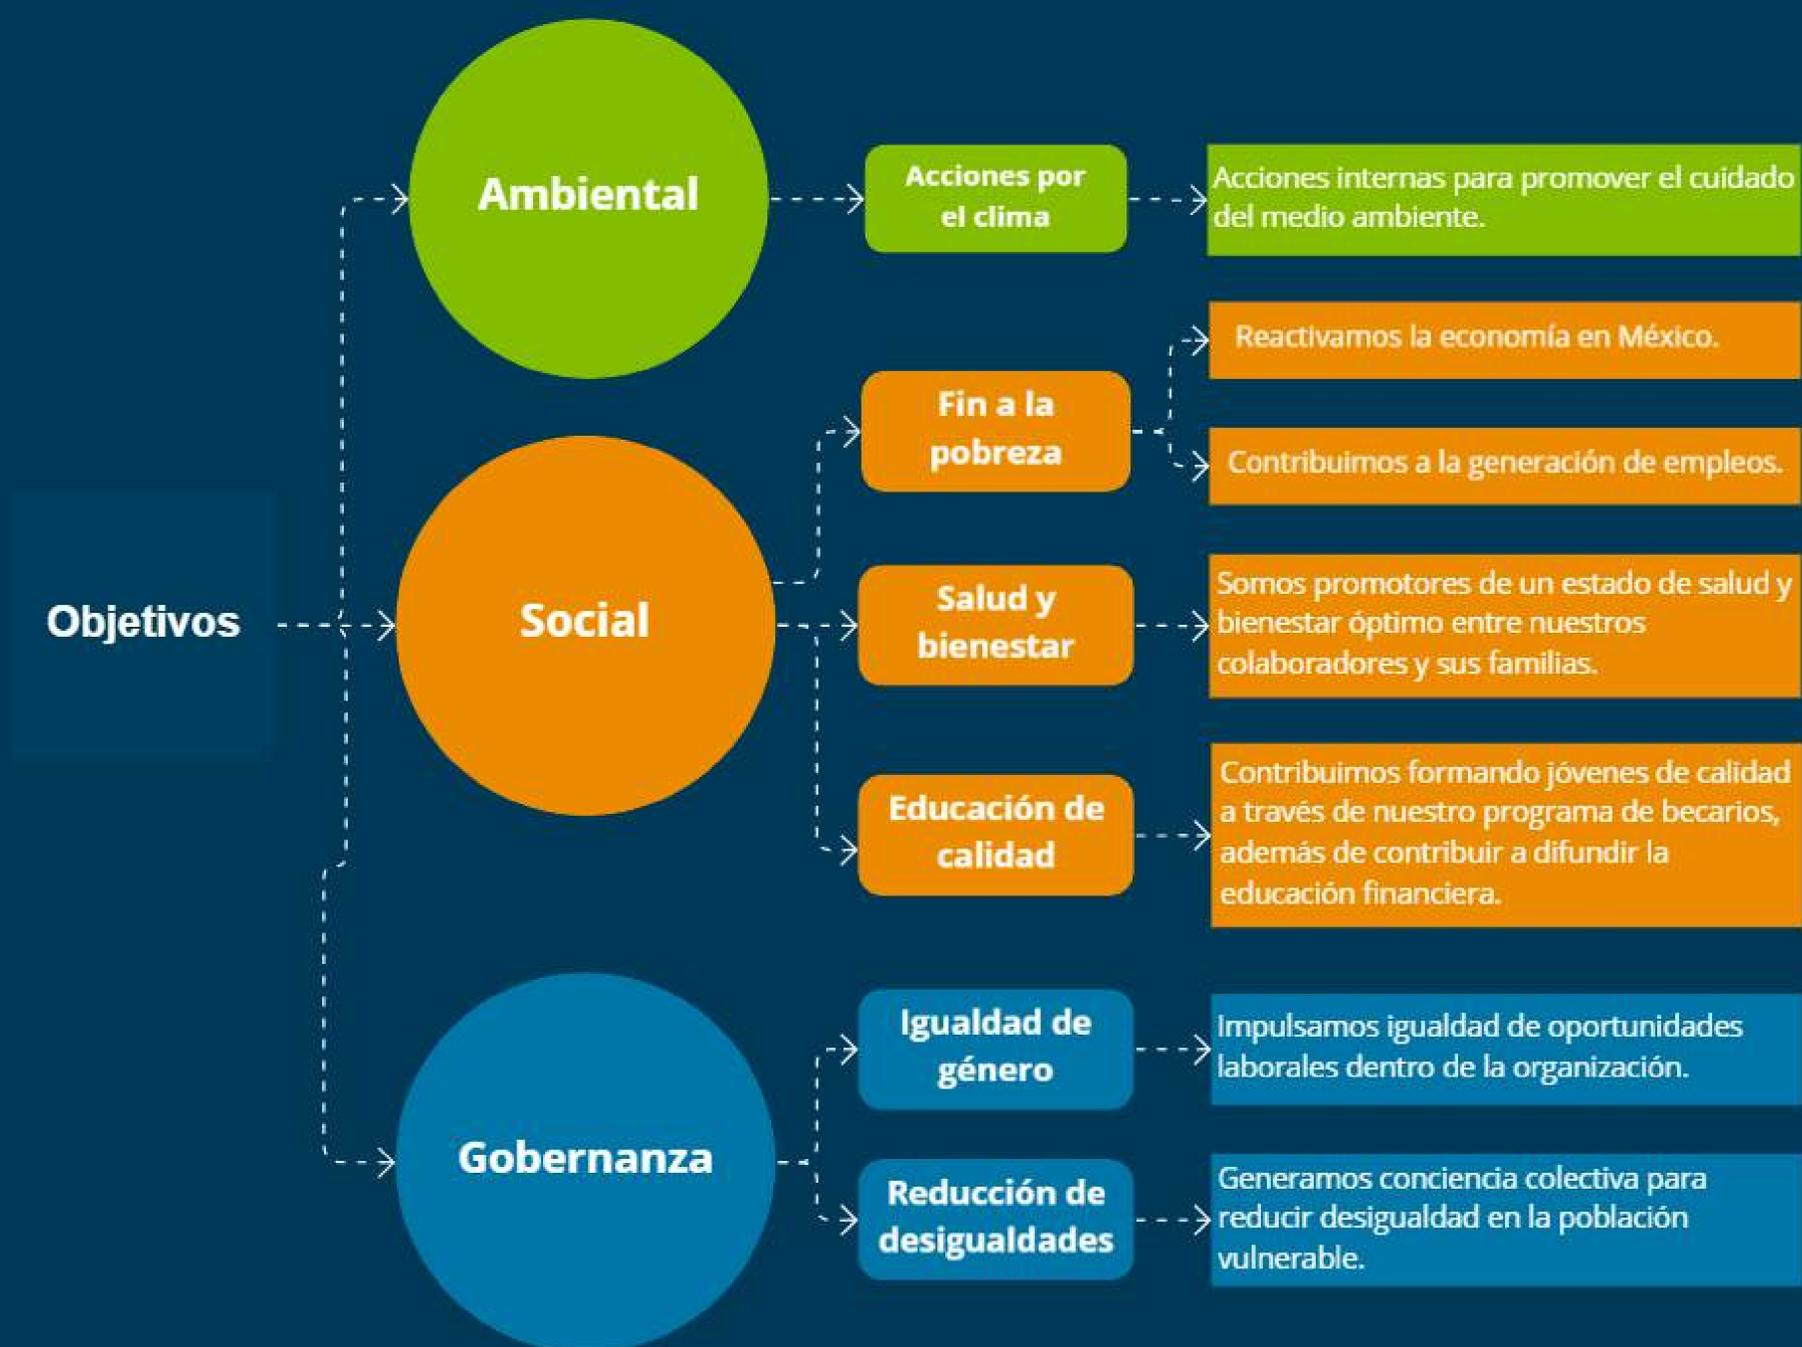 Objetivos
Ambiental
Acciones por
el clima
Acciones internas para promover el cuidado
del medio ambiente.
Social
Fin a la
pobreza
Reactivamos la economía en México.
Contribuimos a la generación de empleos.
Salud y
bienestar
Somos promotores de un estado de salud y
bienestar óptimo entre nuestros
colaboradores y sus familias.
Educación de
calidad
Contribuimos formando jóvenes de calidad
a través de nuestro programa de becarios,
además de contribuir a difundir la
educación financiera.
Gobernanza
Igualdad de
género
Impulsamos igualdad de oportunidades
laborales dentro de la organización.
Reducción de
desigualdades
Generamos conciencia colectiva para
reducir desigualdad en la población
vulnerable.